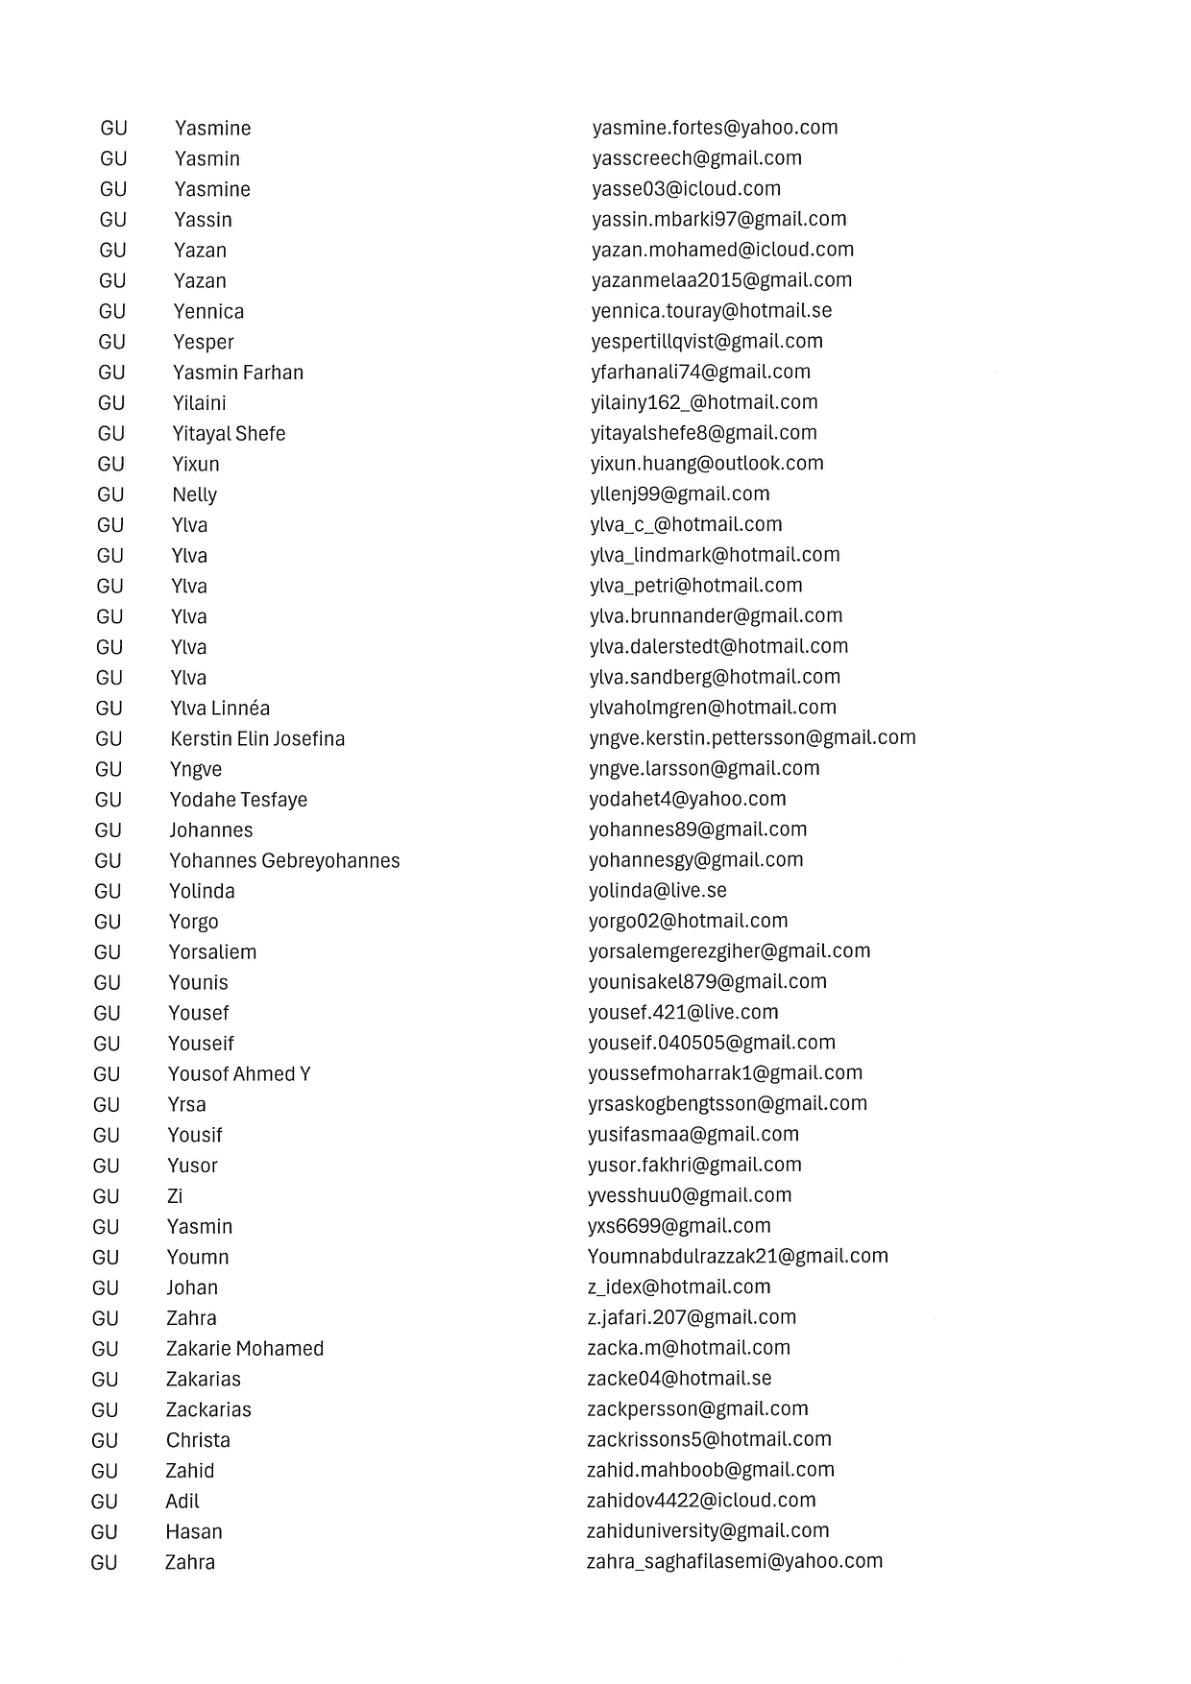 GU Yasmine yasmine.fortes@yahoo.com
GU Yasmin yasscreech@gmail.com
GU Yasmine yasse03@icloud.com
GU Yassin yassin.mbarki97@gmail.com
GU Yazan yazan.mohamed@icloud.com
GU Yazan yazanmelaa2015@gmail.com
GU Yennica yennica.touray@hotmail.se
GU Yesper yespertillqvist@gmail.com
GU Yasmin Farhan yfarhanali74@gmail.com
GU Yilaini yilainy162_@hotmail.com
GU Yitayal Shefe yitayalshefe8@gmail.com
GU Yixun yixun.huang@outlook.com
GU Nelly yllenj99@gmail.com
GU Ylva ylva_c_@hotmail.com
GU Ylva ylva_lindmark@hotmail.com
GU Ylva ylva_petri@hotmail.com
GU Ylva ylva.brunnander@gmail.com
GU Ylva ylva.dalerstedt@hotmail.com
GU Ylva ylva.sandberg@hotmail.com
GU Ylva Linnéa ylvaholmgren@hotmail.com
GU Kerstin Elin Josefina yngve.kerstin.pettersson@gmail.com
GU Yngve yngve.larsson@gmail.com
GU Yodahe Tesfaye yodahet4@yahoo.com
GU Johannes yohannes89@gmail.com
GU Yohannes Gebreyohannes yohannesgy@gmail.com
GU Yolinda yolinda@live.se
GU Yorgo yorgo02@hotmail.com
GU Yorsaliem yorsalemgerezgiher@gmail.com
GU Younis younisakel879@gmail.com
GU Yousef yousef.421@live.com
GU Youseif youseif.040505@gmail.com
GU Yousof Ahmed Y youssefmoharrak1@gmail.com
GU Yrsa yrsaskogbengtsson@gmail.com
GU Yousif yusifasmaa@gmail.com
GU Yusor yusor.fakhri@gmail.com
GU Zi yvesshuu0@gmail.com
GU Yasmin yxs6699@gmail.com
GU Youmn Youmnabdulrazzak21@gmail.com
GU Johan z_idex@hotmail.com
GU Zahra z.jafari.207@gmail.com
GU Zakarie Mohamed zacka.m@hotmail.com
GU Zakarias zacke04@hotmail.se
GU Zackarias zackpersson@gmail.com
GU Christa zackrissons5@hotmail.com
GU Zahid zahid.mahboob@gmail.com
GU Adil zahidov4422@icloud.com
GU Hasan zahiduniversity@gmail.com
GU Zahra zahra_saghafilasemi@yahoo.com